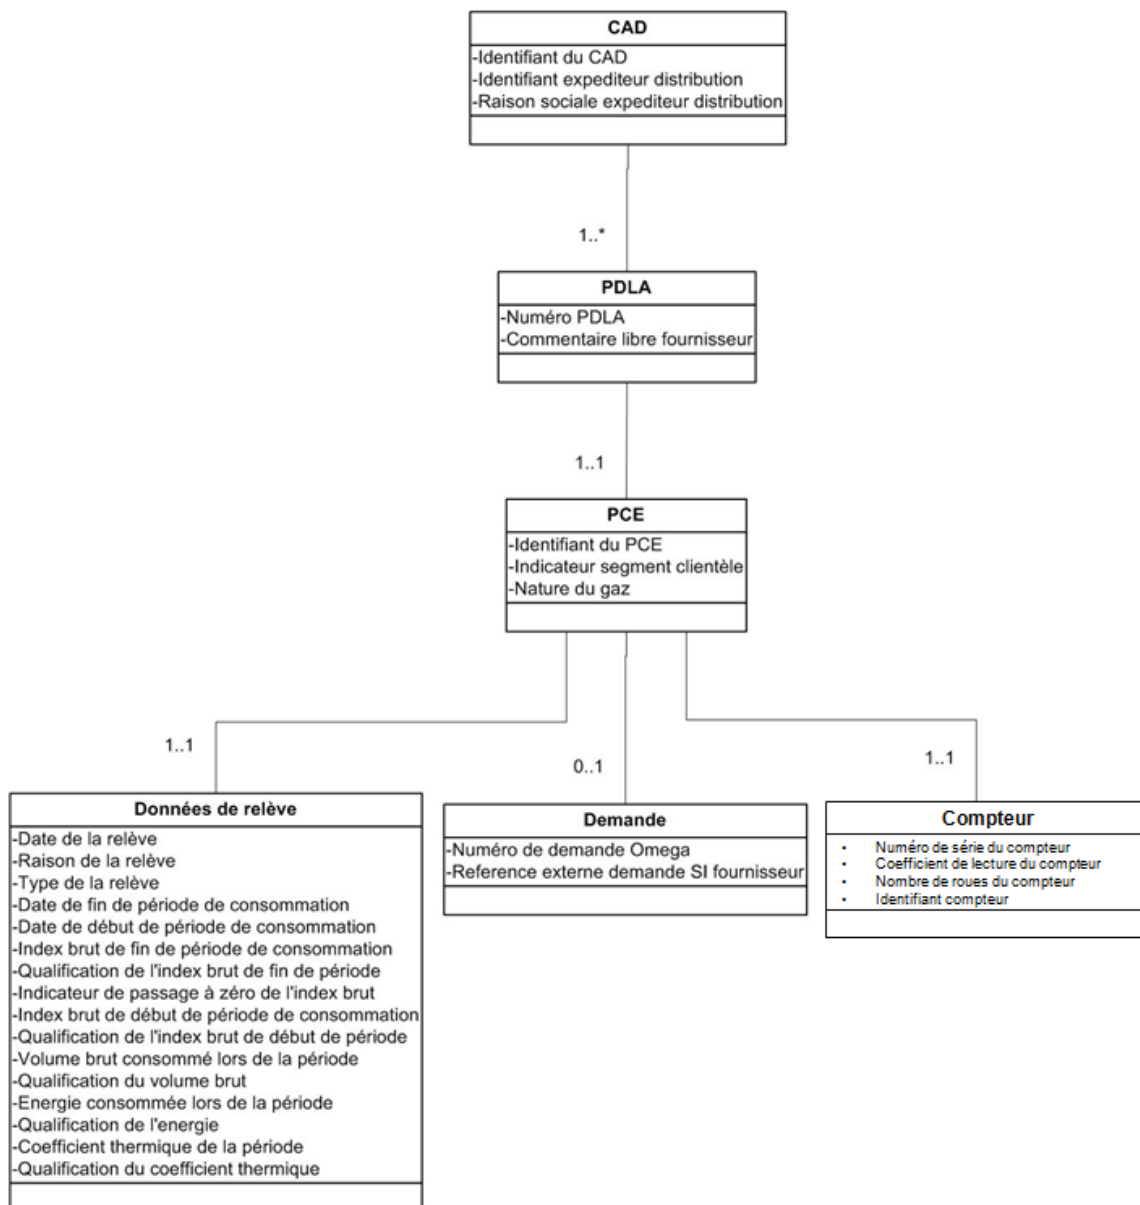 CAD
-Identifiant du CAD
-Identifiant expediteur distribution
-Raison sociale expediteur distribution
1..*
PDLA
-Numéro PDLA
-Commentaire libre fournisseur
1..1
PCE
-Identifiant du PCE
-Indicateur segment clientèle
-Nature du gaz
1..1
0..1
1..1
Données de relève
-Date de la relève
-Raison de la relève
-Type de la relève
-Date de fin de période de consommation
-Date de début de période de consommation
-Index brut de fin de période de consommation
-Qualification de l'index brut de fin de période
-Indicateur de passage à zéro de l'index brut
-Index brut de début de période de consommation
-Qualification de l'index brut de début de période
-Volume brut consommé lors de la période
-Qualification du volume brut
-Energie consommée lors de la période
-Qualification de l'energie
-Coefficient thermique de la période
-Qualification du coefficient thermique
Demande
-Numéro de demande Omega
-Reference externe demande SI fournisseur
Compteur
• Numéro de série du compteur
• Coefficient de lecture du compteur
• Nombre de roues du compteur
• Identifiant compteur